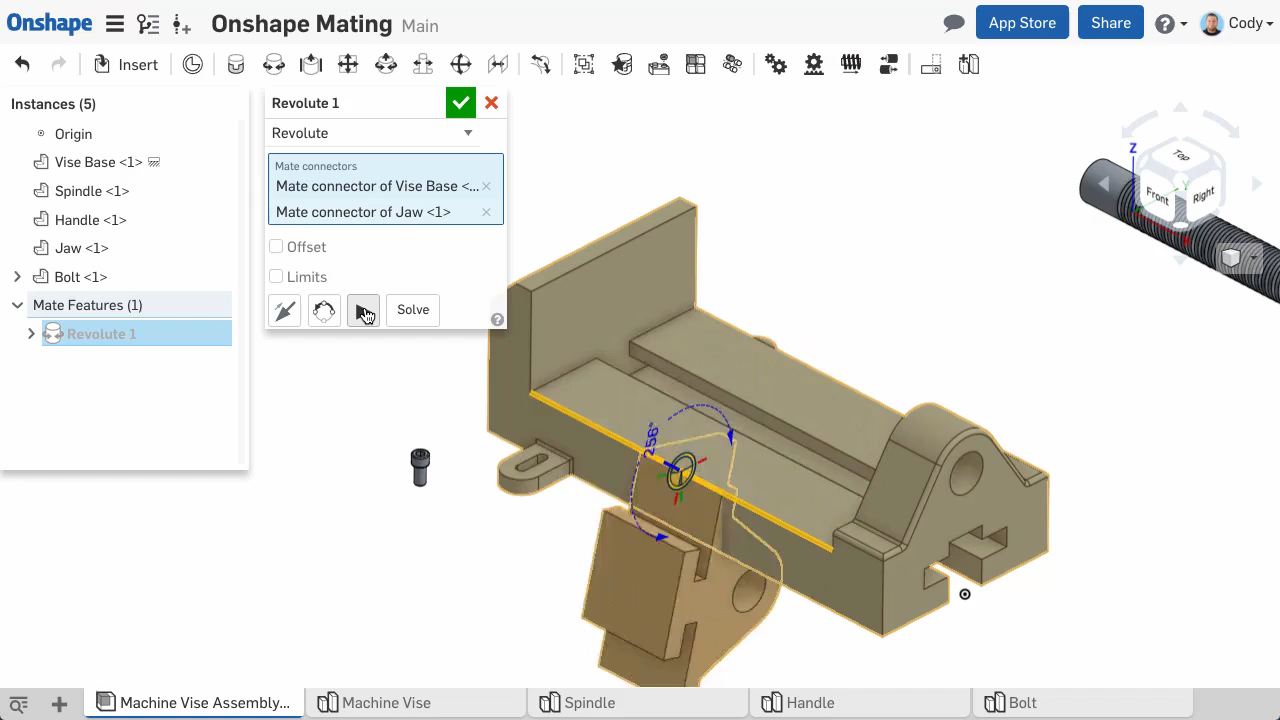 Onshape
Onshape Mating Main
App Store
Share
Cody
Insert
Instances (5)
Origin
Vise Base <1>
Spindle <1>
Handle <1>
Jaw <1>
Bolt <1>
Mate Features (1)
Revolute 1
Revolute 1
Revolute
Mate connectors
Mate connector of Vise Base <...
Mate connector of Jaw <1>
Offset
Limits
Solve
256°
Z
Top
Front
Right
Machine Vise Assembly...
Machine Vise
Spindle
Handle
Bolt